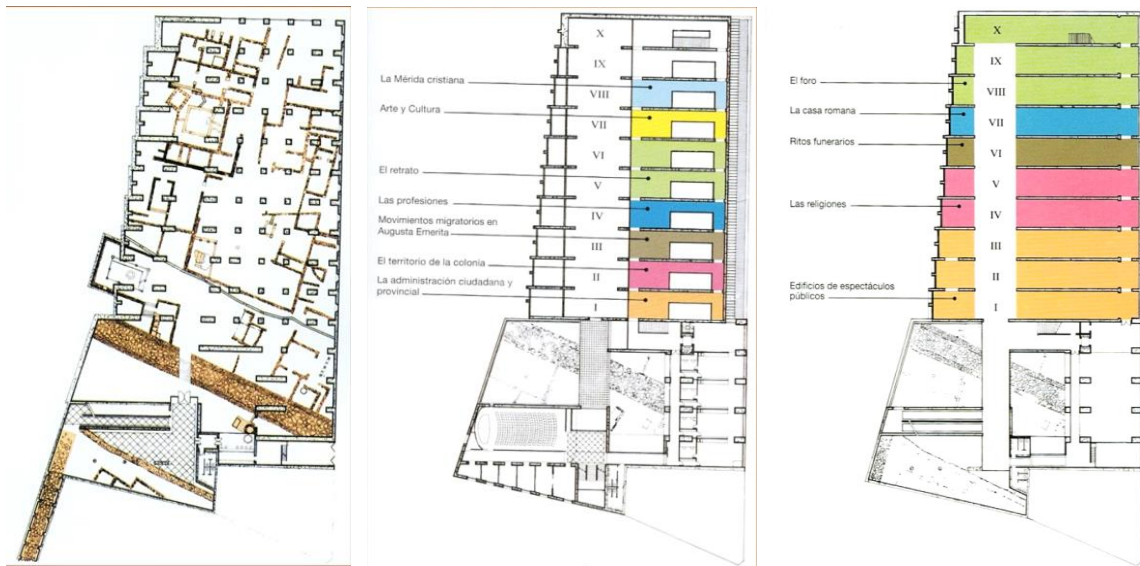 X
IX
La Mérida cristiana
VIII
Arte y Cultura
VII
VI
El retrato
V
Las profesiones
IV
Movimientos migratorios en
Augusta Emerita
III
El territorio de la colonia
II
La administración ciudadana y
provincial
I
X
IX
El foro
VIII
La casa romana
VII
Ritos funerarios
VI
V
Las religiones
IV
III
II
Edificios de espectáculos
públicos
I